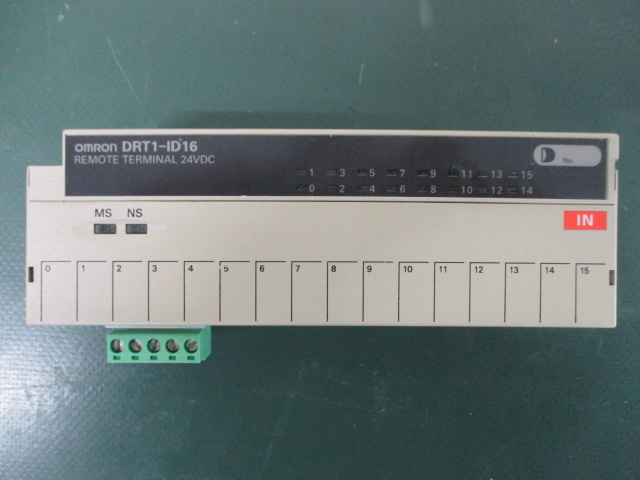 omron DRT1-ID16
REMOTE TERMINAL 24VDC
No.
1 3 5 7 9 11 13 15
0 2 4 6 8 10 12 14
MS NS
IN
0 1 2 3 4 5 6 7 8 9 10 11 12 13 14 15